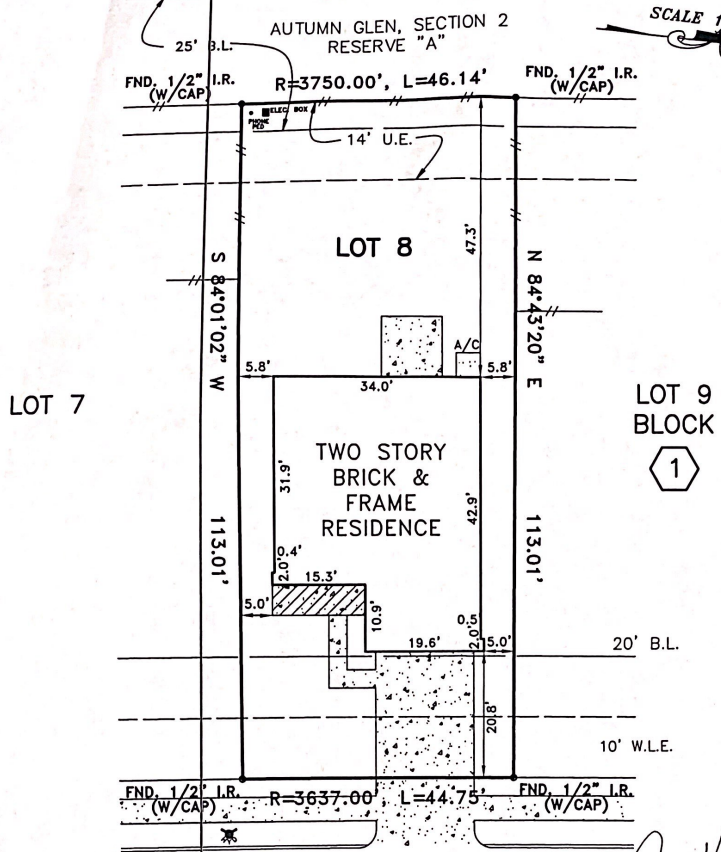 SCALE 1
AUTUMN GLEN, SECTION 2
RESERVE "A"
25' B.L.
FND. 1/2" I.R.
(W/CAP)
R=3750.00', L=46.14'
FND. 1/2" I.R.
(W/CAP)
ELEC BOX
PHONE
PED
14' U.E.
LOT 8
47.3'
S 84°01'02" W
N 84°43'20" E
A/C
5.8'
34.0'
5.8'
LOT 7
LOT 9
BLOCK
1
TWO STORY
BRICK &
FRAME
RESIDENCE
31.9'
42.9'
113.01'
113.01'
0.4'
2.0'
15.3'
5.0'
10.9'
19.6'
0.5'
2.0'
5.0'
20' B.L.
20.8'
10' W.L.E.
FND. 1/2' I.R.
(W/CAP)
R=3637.00' L=44.75'
FND. 1/2" I.R.
(W/CAP)